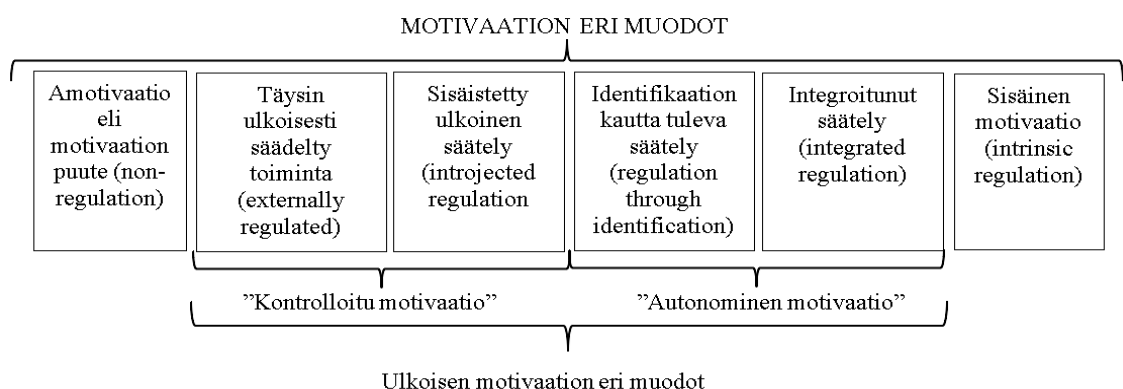 MOTIVAATION ERI MUODOT
Amotivaatio
eli
motivaation
puute (non-
regulation)
Täysin
ulkoisesti
säädelty
toiminta
(externally
regulated)
Sisäistetty
ulkoinen
säätely
(introjected
regulation
Identifikaation
kautta tuleva
säätely
(regulation
through
identification)
Integroitunut
säätely
(integrated
regulation)
Sisäinen
motivaatio
(intrinsic
regulation)
”Kontrolloitu motivaatio”
”Autonominen motivaatio”
Ulkoisen motivaation eri muodot